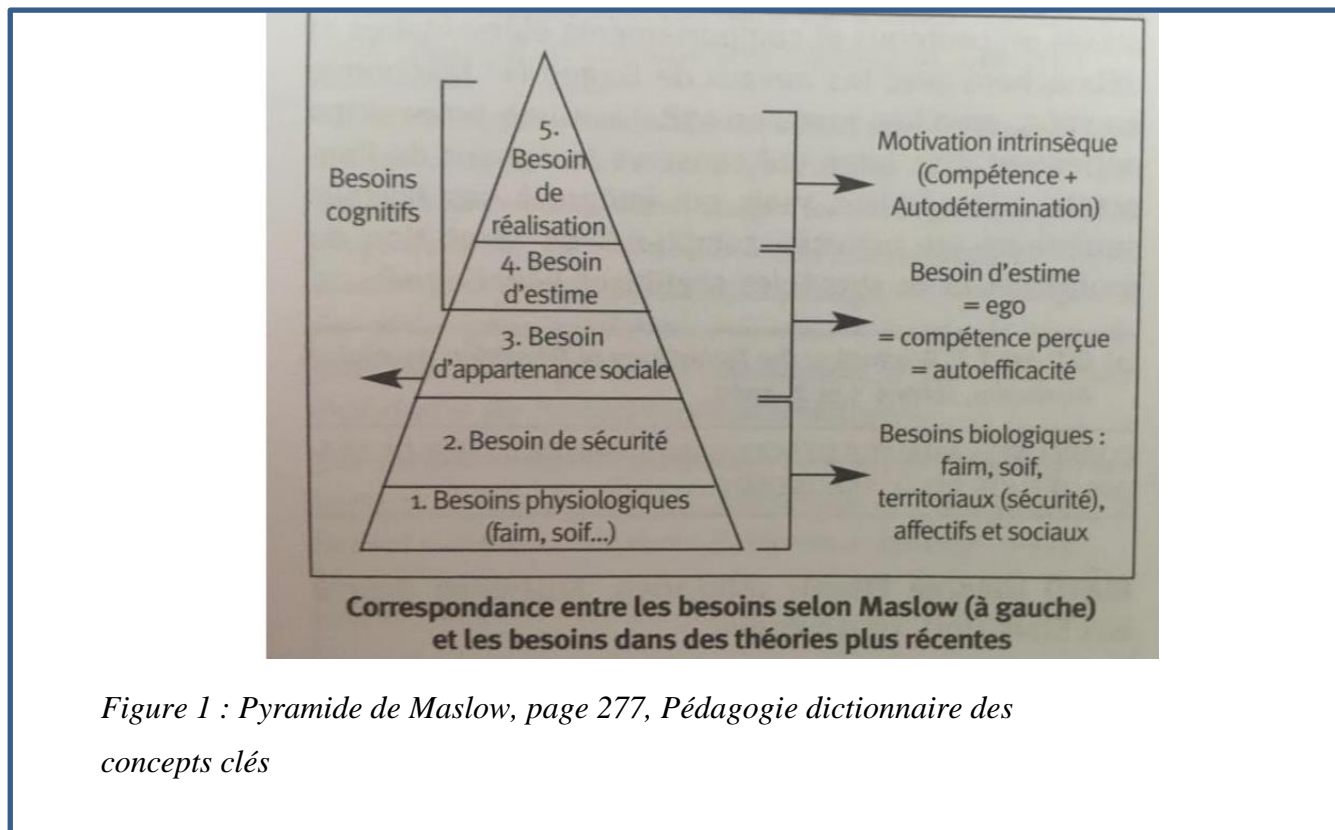 5.
Besoin
de
réalisation
Besoins
cognitifs
4. Besoin
d'estime
3. Besoin
d'appartenance sociale
2. Besoin de sécurité
1. Besoins physiologiques
(faim, soif...)
Motivation intrinsèque
(Compétence +
Autodétermination)
Besoin d'estime
= ego
= compétence perçue
= autoefficacité
Besoins biologiques :
faim, soif,
territoriaux (sécurité),
affectifs et sociaux
Correspondance entre les besoins selon Maslow (à gauche)
et les besoins dans des théories plus récentes
Figure 1 : Pyramide de Maslow, page 277, Pédagogie dictionnaire des
concepts clés